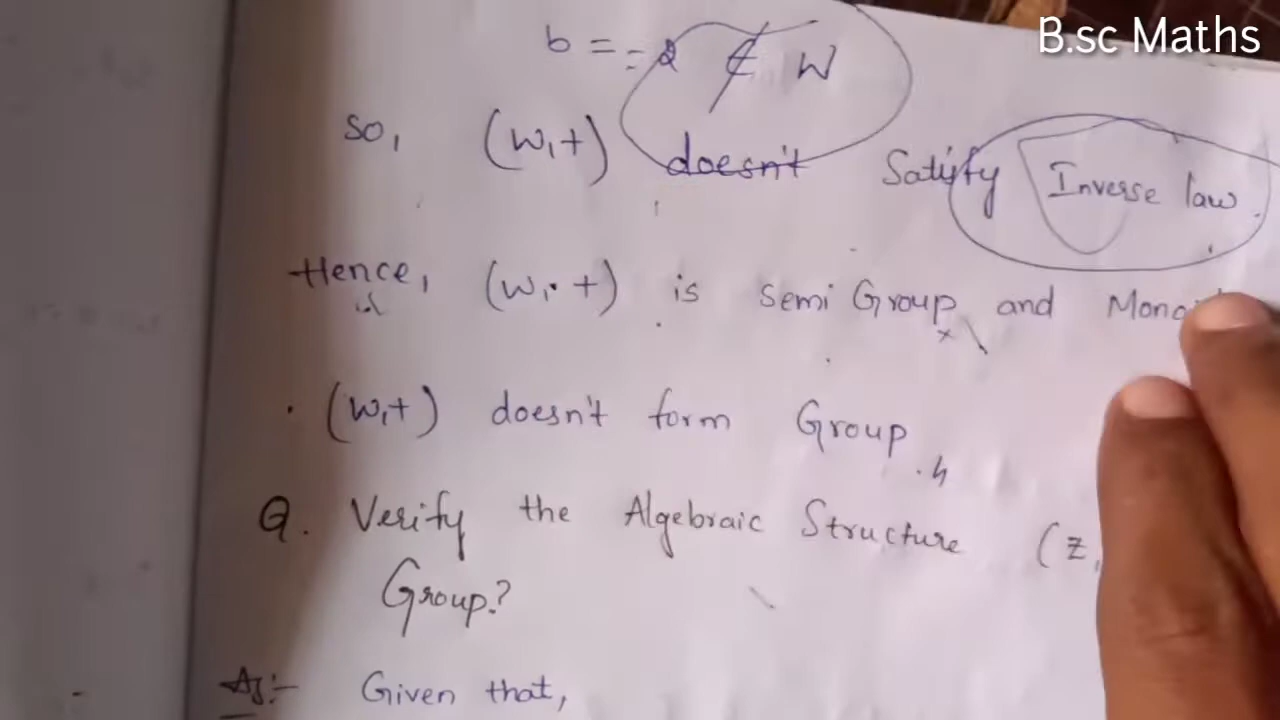 B.sc Maths
b = -2 ∉ W
so, (W,+) doesn't Satisfy Inverse law.
Hence, (W,+) is Semi Group and
(W,+) doesn't form Group.
Q. Verify the Algebraic Structure (Z,
Group.?
Given that,